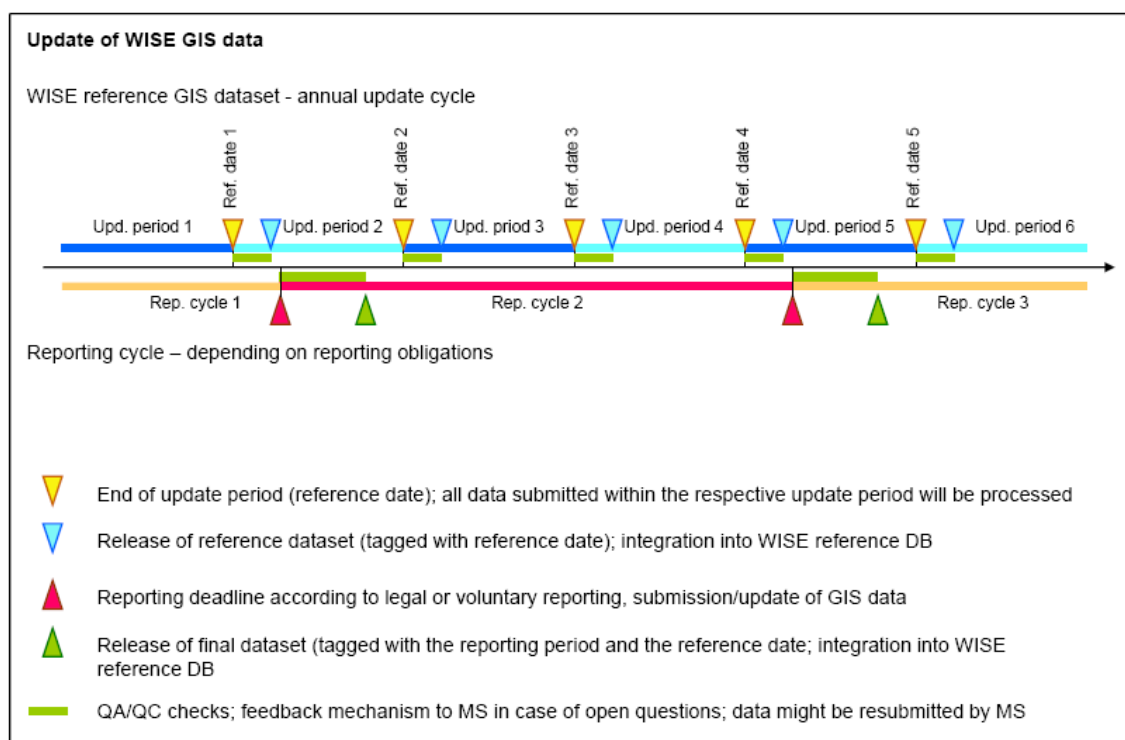 Update of WISE GIS data
WISE reference GIS dataset - annual update cycle
Ref. date 1
Ref. date 2
Ref. date 3
Ref. date 4
Ref. date 5
Upd. period 1
Upd. period 2
Upd. priod 3
Upd. period 4
Upd. period 5
Upd. period 6
Rep. cycle 1
Rep. cycle 2
Rep. cycle 3
Reporting cycle – depending on reporting obligations
End of update period (reference date); all data submitted within the respective update period will be processed
Release of reference dataset (tagged with reference date); integration into WISE reference DB
Reporting deadline according to legal or voluntary reporting, submission/update of GIS data
Release of final dataset (tagged with the reporting period and the reference date; integration into WISE
reference DB
QA/QC checks; feedback mechanism to MS in case of open questions; data might be resubmitted by MS